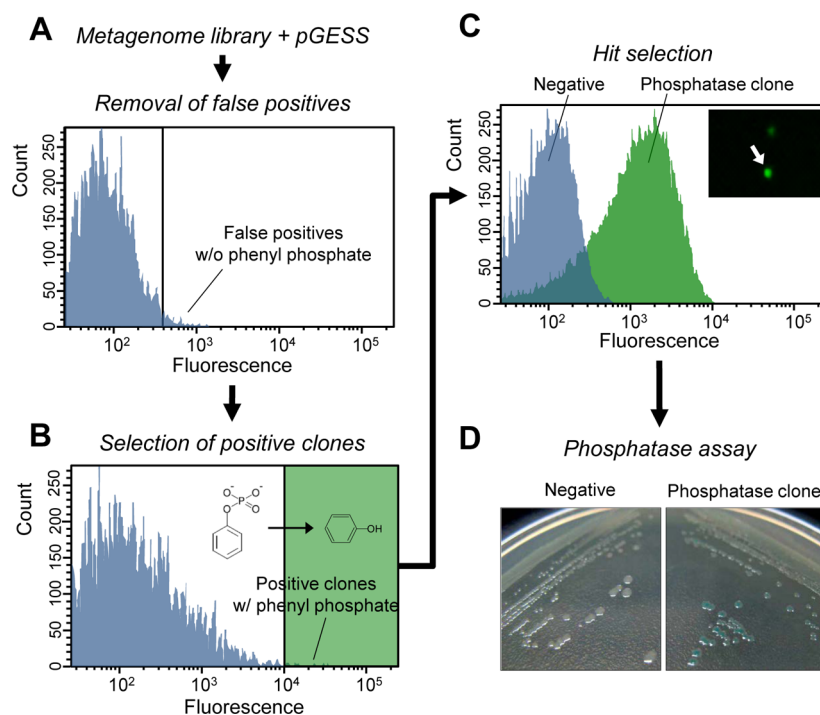 A
Metagenome library + pGESS
Removal of false positives
Count
250
200
150
100
50
0
False positives
w/o phenyl phosphate
10²
10³
10⁴
10⁵
Fluorescence
B
Selection of positive clones
Count
250
200
150
100
50
0
O⁻
O⁻
P
O
O
OH
Positive clones
w/ phenyl phosphate
10²
10³
10⁴
10⁵
Fluorescence
C
Hit selection
Negative
Phosphatase clone
Count
250
200
150
100
50
0
10²
10³
10⁴
10⁵
Fluorescence
D
Phosphatase assay
Negative
Phosphatase clone